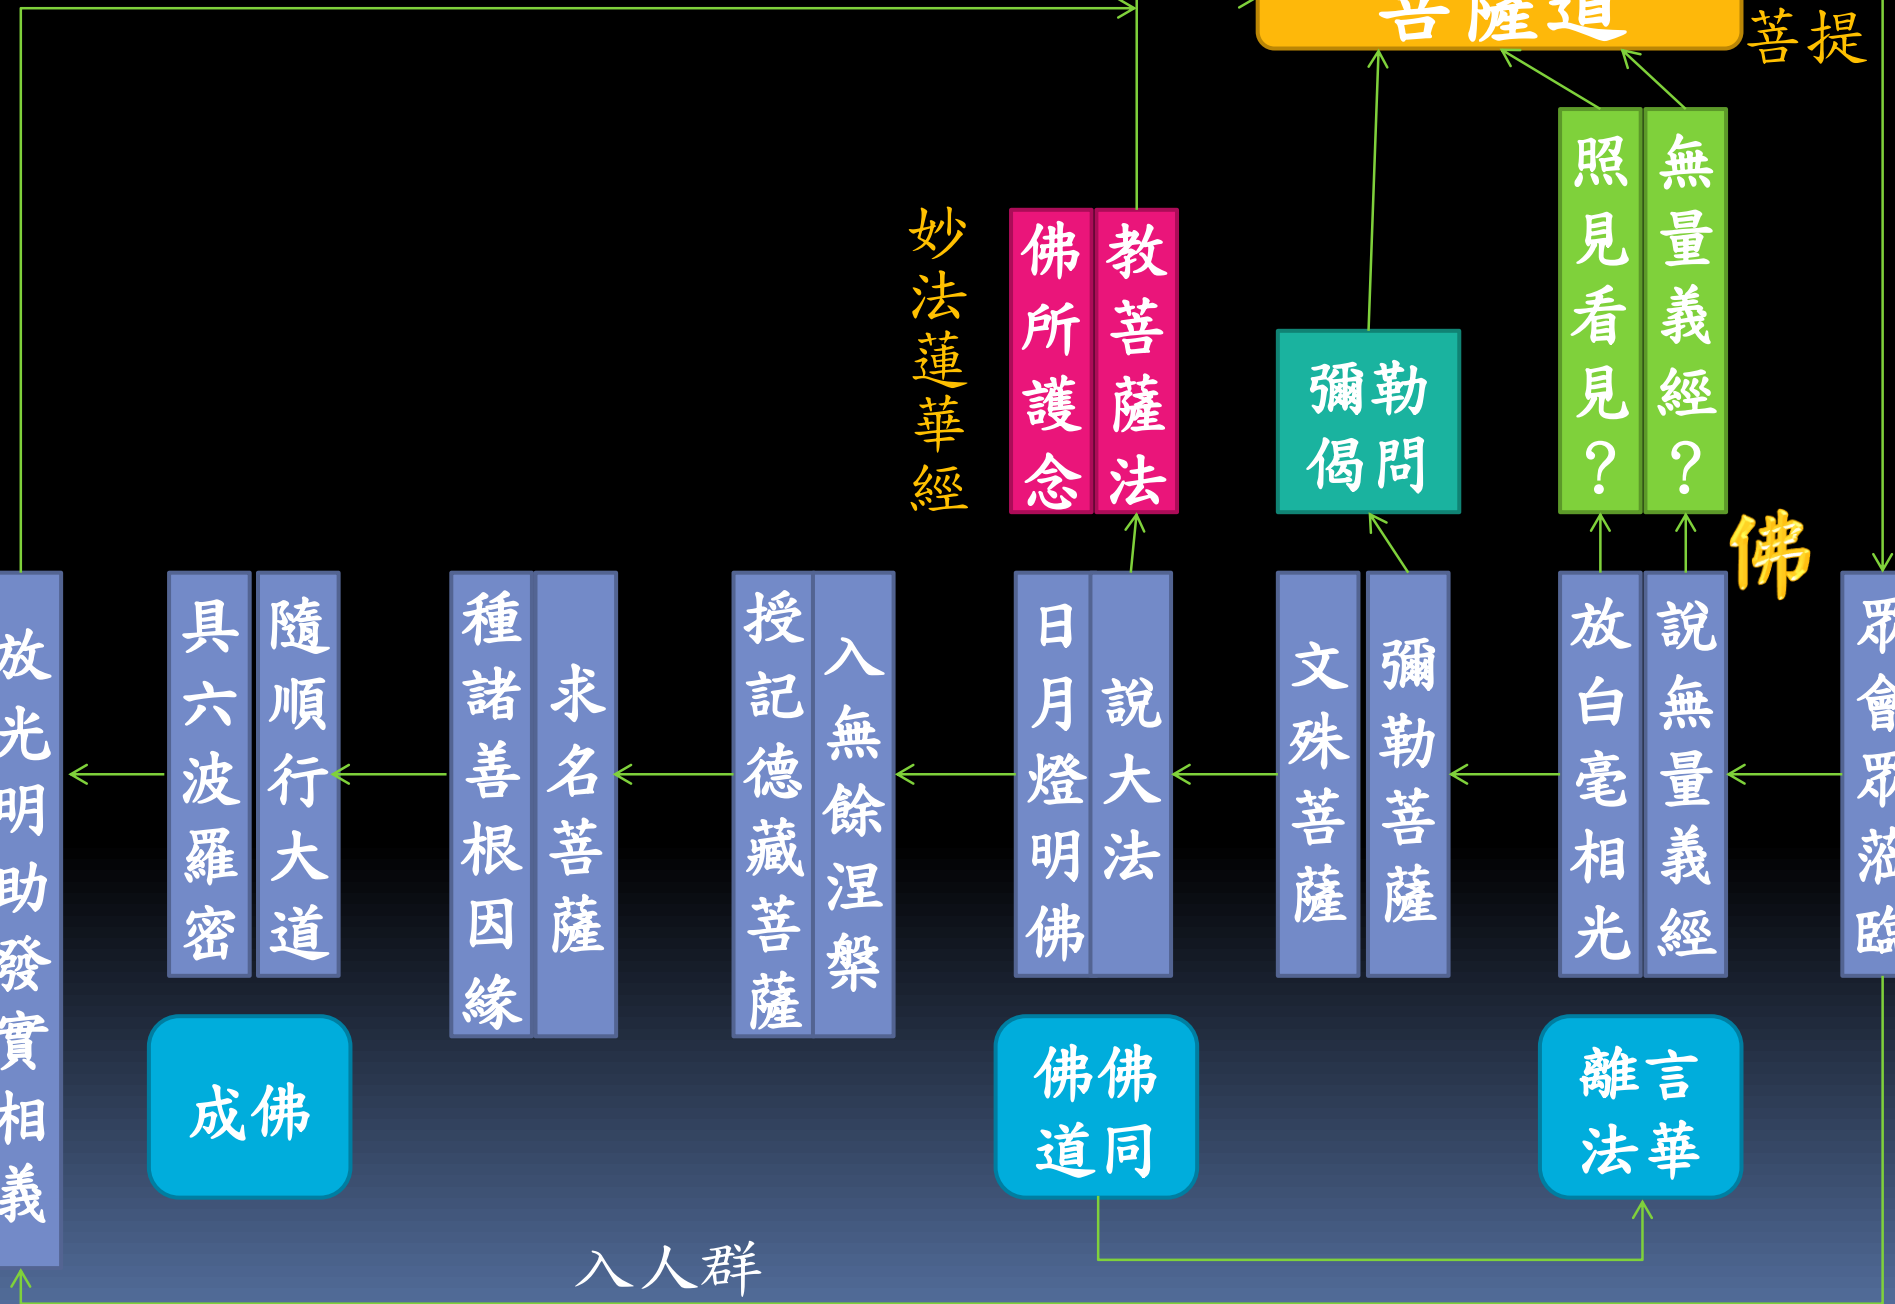 菩薩道
菩提
無量義經?
照見看見?
彌勒
偈問
教菩薩法
佛所護念
妙法蓮華經
佛
眾會眾蒞臨
說無量義經
放白毫相光
彌勒菩薩
文殊菩薩
說大法
日月燈明佛
入無餘涅槃
授記德藏菩薩
求名菩薩
種諸善根因緣
隨順行大道
具六波羅密
放光明助發實相義
離言
法華
佛佛
道同
成佛
入人群